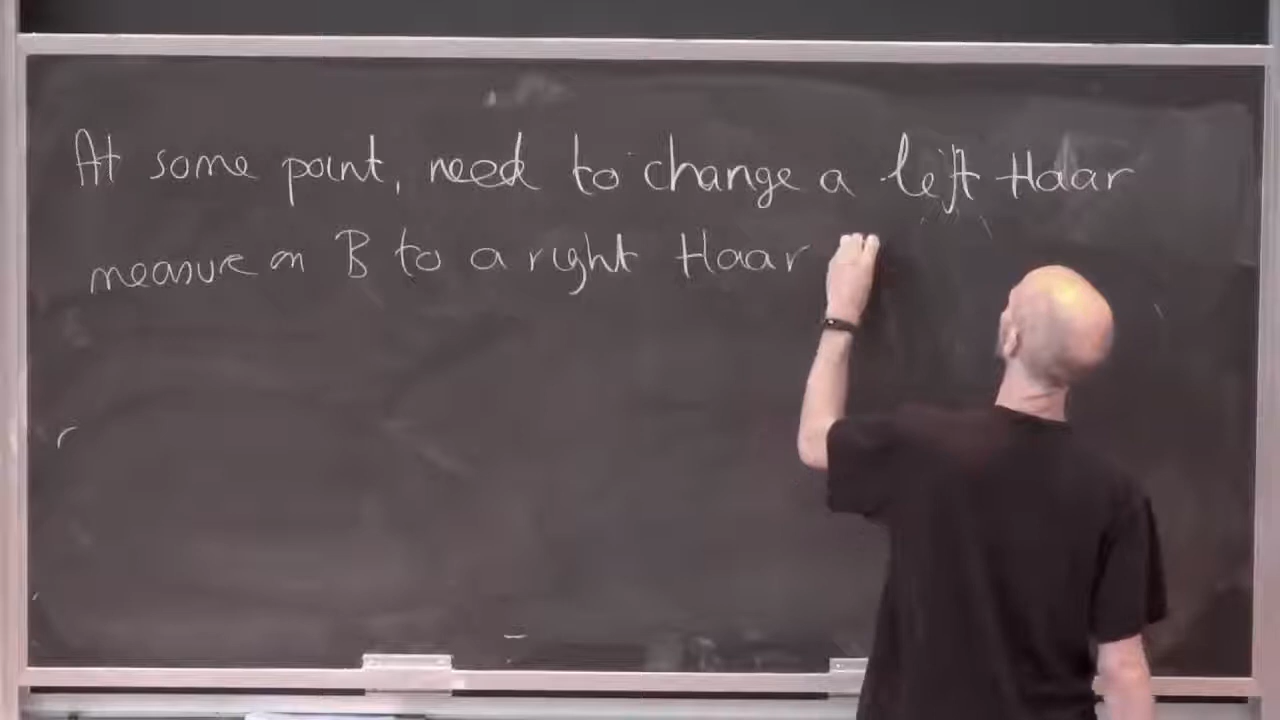 At some point, need to change a left Haar
measure on B to a right Haar